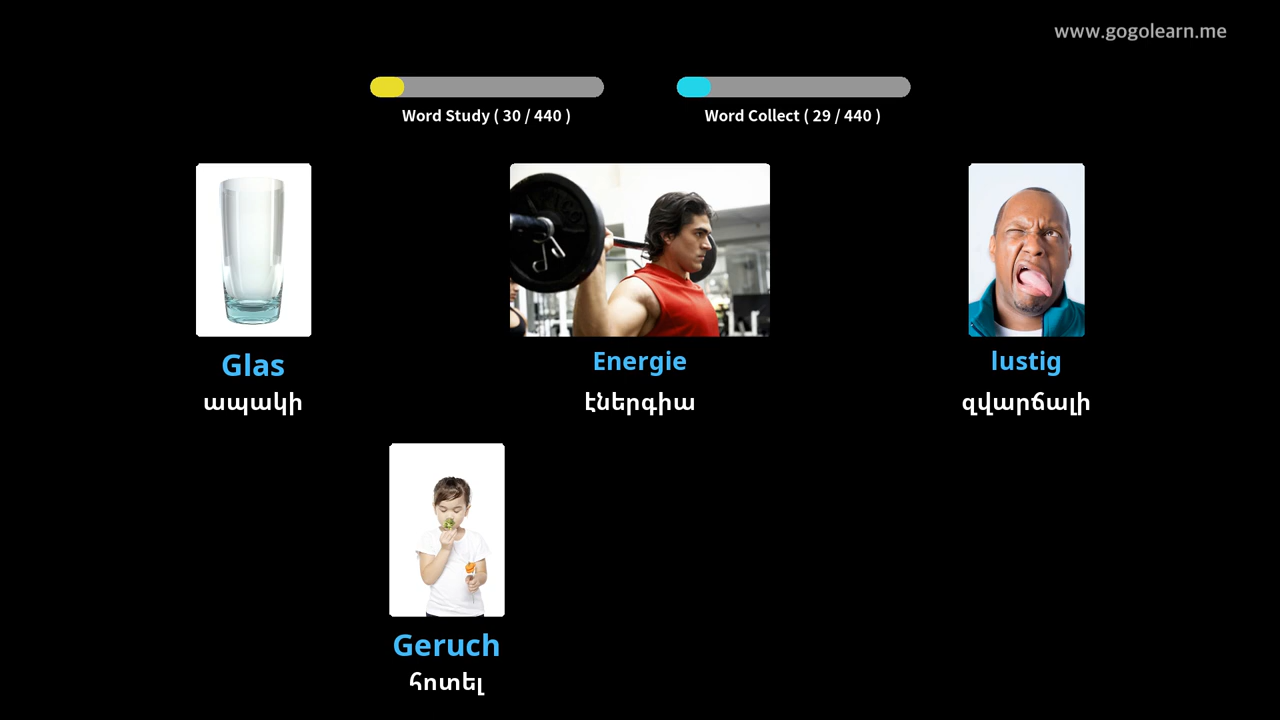 www.gogolearn.me
Word Study ( 30 / 440 )
Word Collect ( 29 / 440 )
Glas
ապակի
Energie
էներգիա
lustig
զվարճալի
Geruch
հոտել